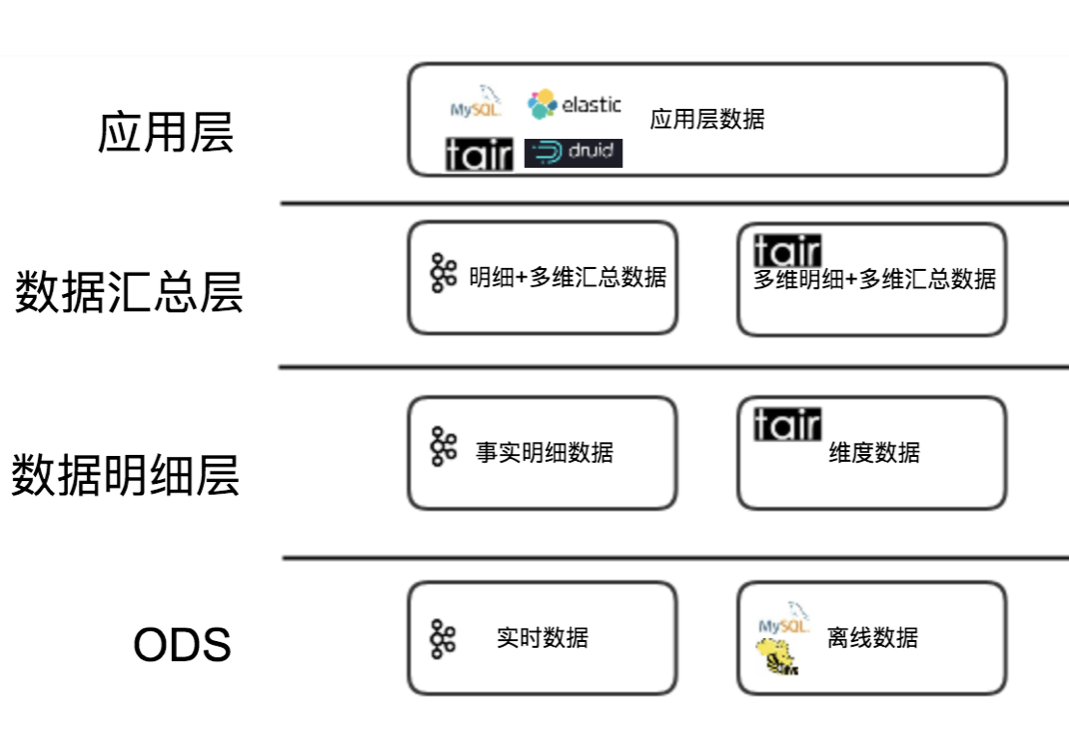 应用层
MySQL
elastic
应用层数据
tair
druid
数据汇总层
明细+多维汇总数据
tair
多维明细+多维汇总数据
数据明细层
事实明细数据
tair
维度数据
ODS
实时数据
MySQL
离线数据